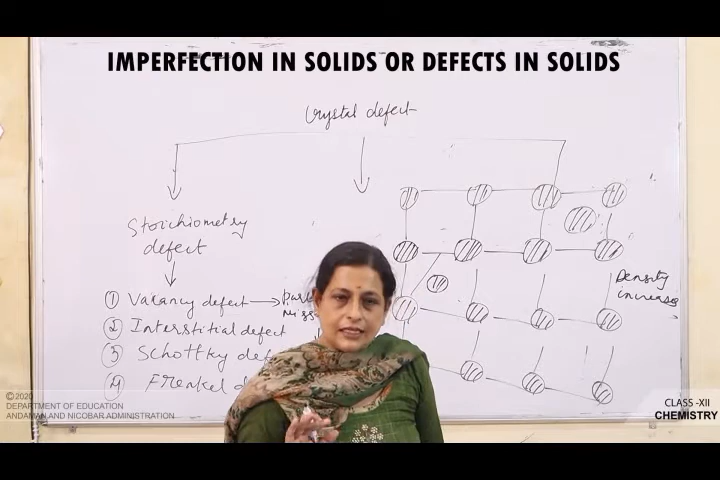 IMPERFECTION IN SOLIDS OR DEFECTS IN SOLIDS
Crystal defect
Stoichiometry
defect
① Vacancy defect → 
② Interstitial defect
③ Schottky
④ Frenkel
Density
increase
©2020
DEPARTMENT OF EDUCATION
ANDAMAN AND NICOBAR ADMINISTRATION
CLASS -XII
CHEMISTRY